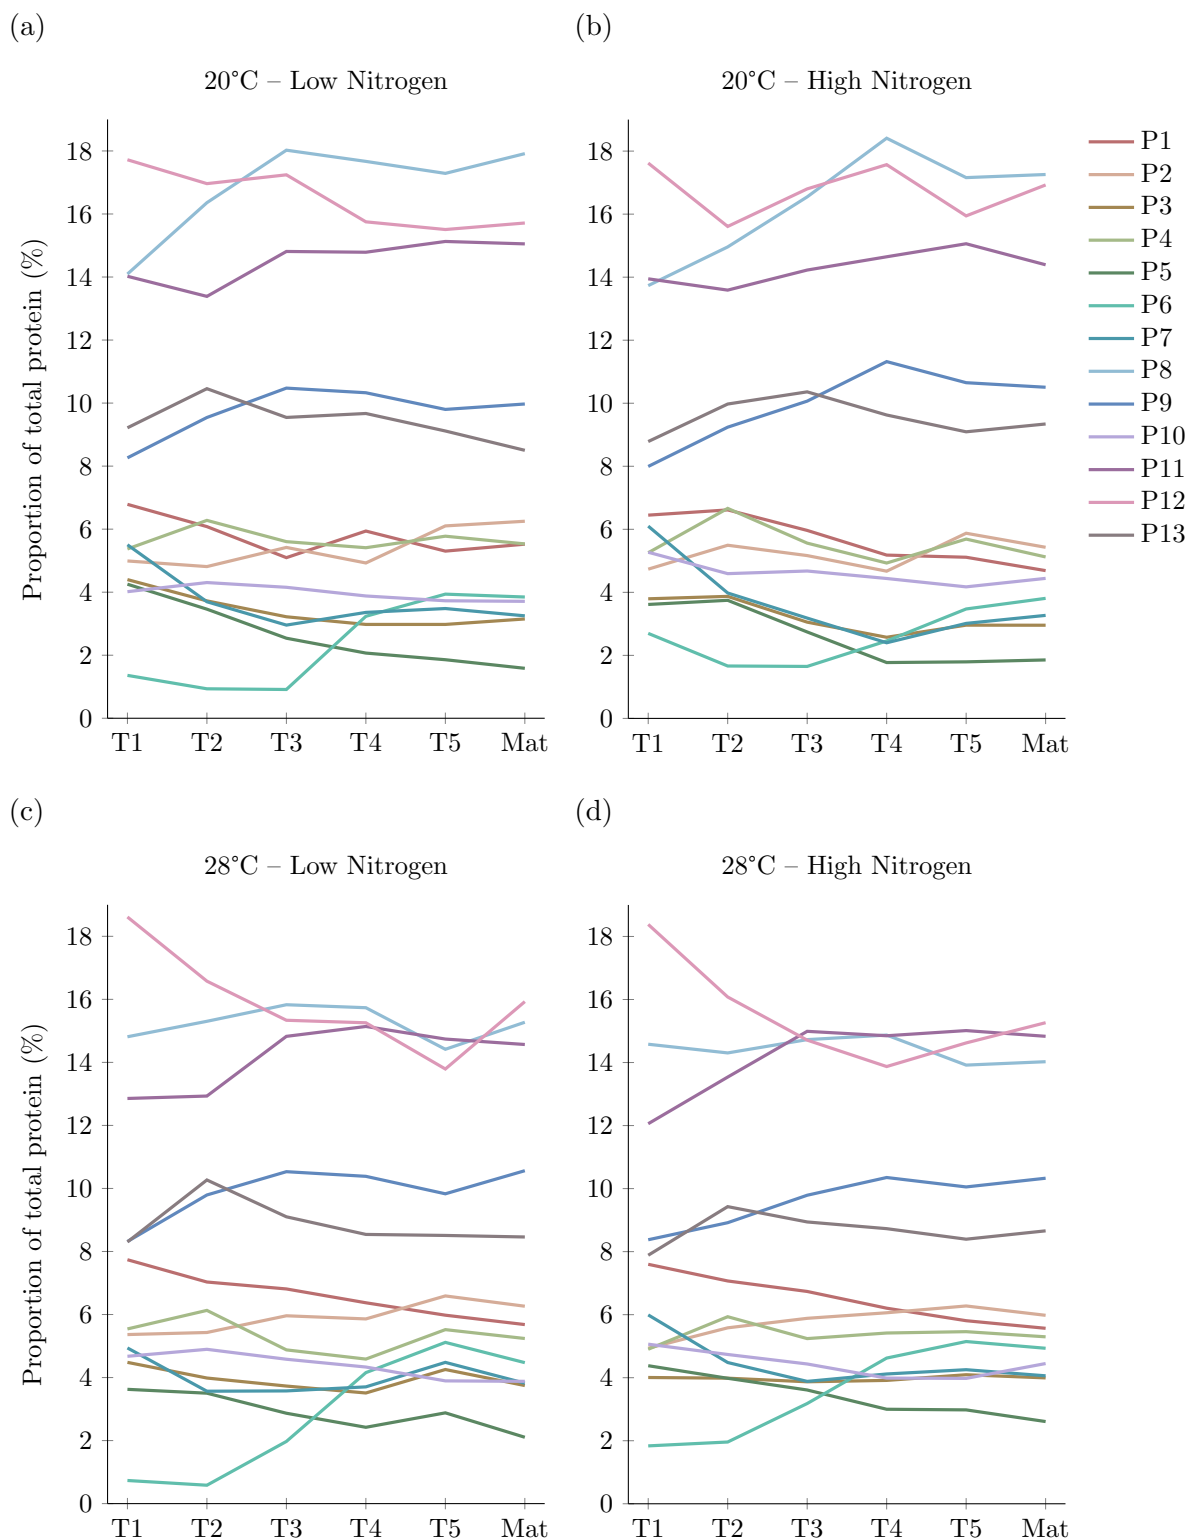 (a)
(b)
20°C – Low Nitrogen
20°C – High Nitrogen
Proportion of total protein (%)
18
16
14
12
10
8
6
4
2
0
T1 T2 T3 T4 T5 Mat
18
16
14
12
10
8
6
4
2
0
T1 T2 T3 T4 T5 Mat
P1
P2
P3
P4
P5
P6
P7
P8
P9
P10
P11
P12
P13
(c)
(d)
28°C – Low Nitrogen
28°C – High Nitrogen
Proportion of total protein (%)
18
16
14
12
10
8
6
4
2
0
T1 T2 T3 T4 T5 Mat
18
16
14
12
10
8
6
4
2
0
T1 T2 T3 T4 T5 Mat